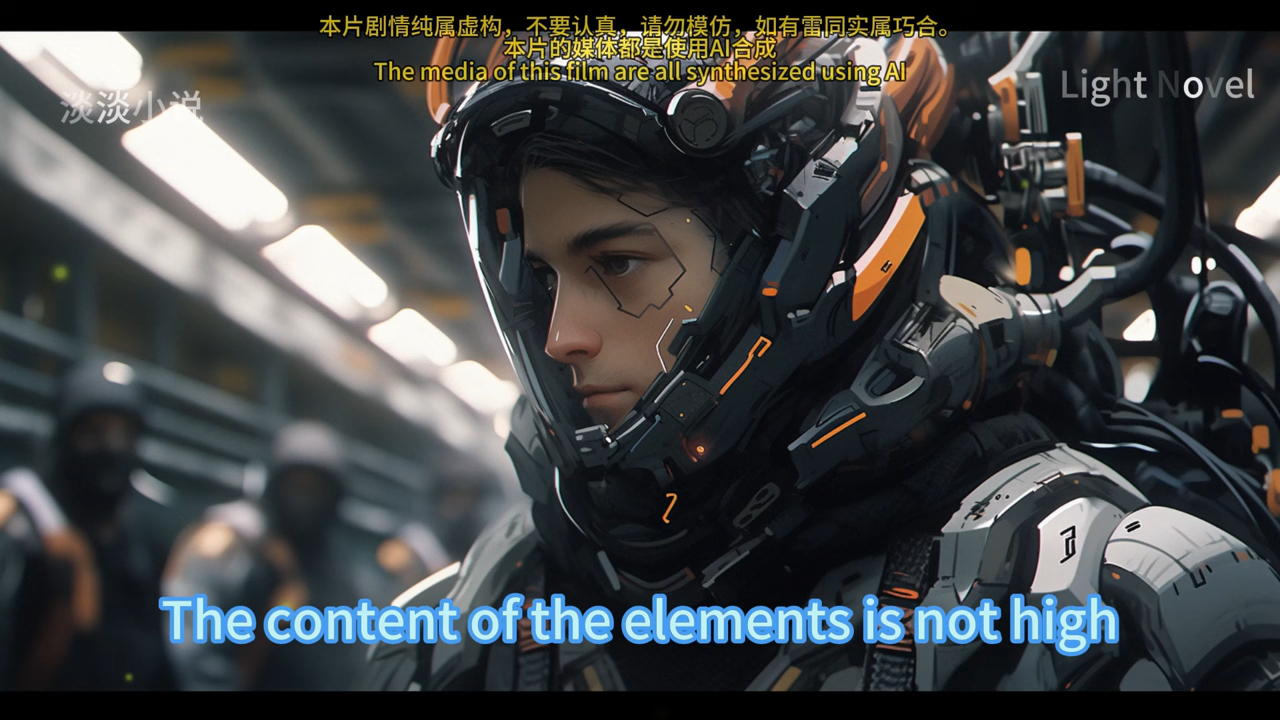 本片剧情纯属虚构，不要认真，请勿模仿，如有雷同实属巧合。
本片的媒体都是使用AI合成
The media of this film are all synthesized using AI
淡淡小说
Light Novel
The content of the elements is not high